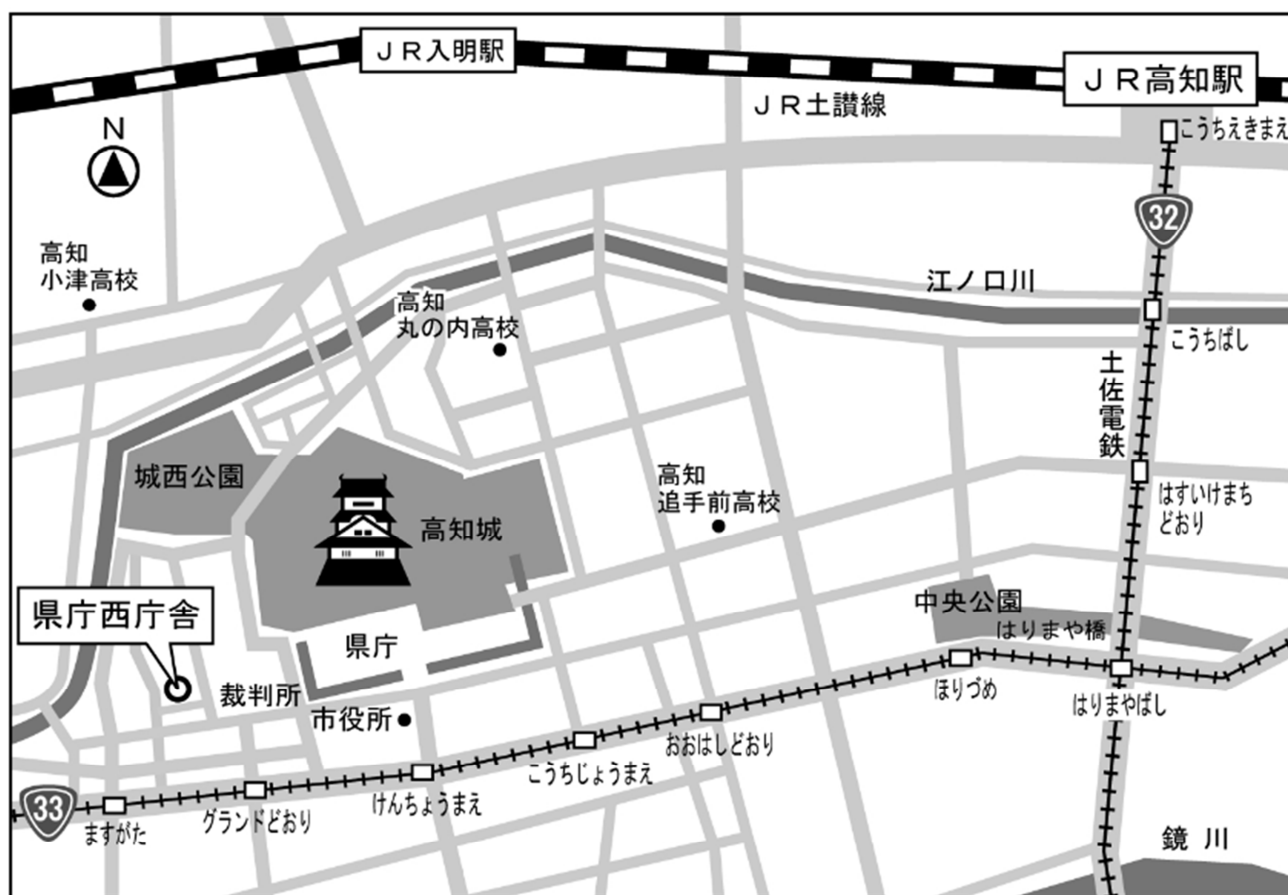 ＪＲ入明駅
ＪＲ高知駅
ＪＲ土讃線
N
こうちえきまえ
32
高知
小津高校
江ノ口川
高知
丸の内高校
こうちばし
土佐電鉄
城西公園
高知
追手前高校
はすいけまち
どおり
高知城
県庁西庁舎
中央公園
はりまや橋
県庁
裁判所
ほりづめ
はりまやばし
市役所
おおはしどおり
こうちじょうまえ
けんちょうまえ
グランドどおり
ますがた
33
鏡川